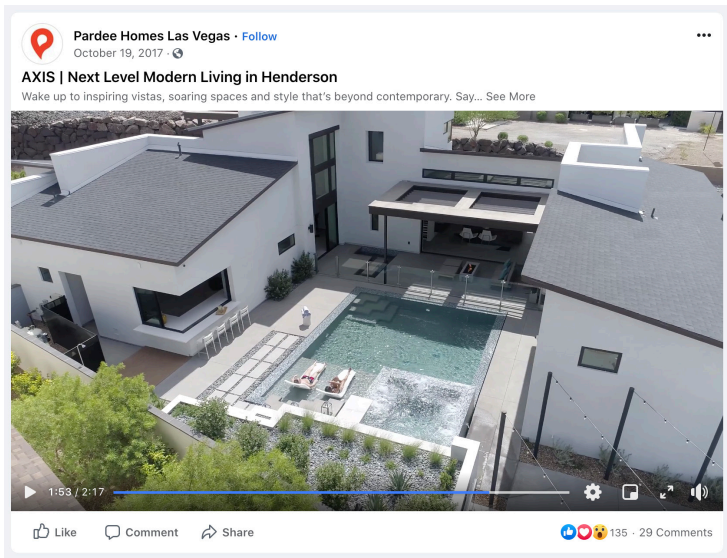 Pardee Homes Las Vegas · Follow
October 19, 2017 ·
AXIS | Next Level Modern Living in Henderson
Wake up to inspiring vistas, soaring spaces and style that's beyond contemporary. Say... See More
1:53 / 2:17
Like Comment Share 135 · 29 Comments